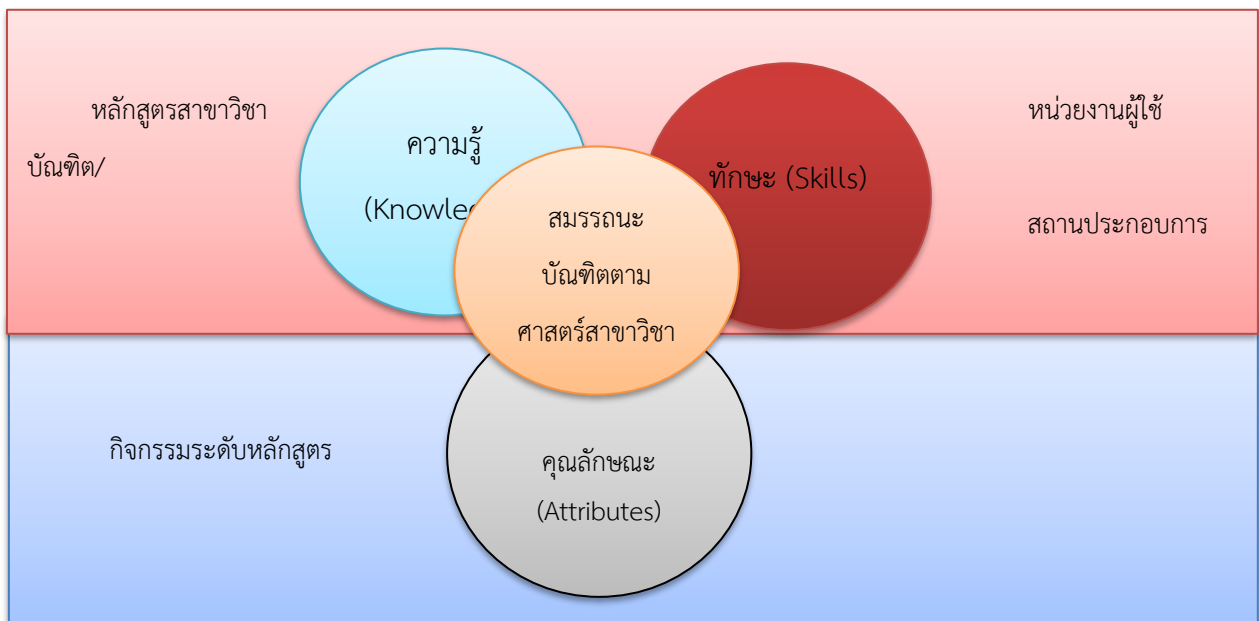 หลักสูตรสาขาวิชา
หน่วยงานผู้ใช้
บัณฑิต/
สถานประกอบการ
ความรู้
(Knowle
ทักษะ (Skills)
สมรรถนะ
บัณฑิตตาม
ศาสตร์สาขาวิชา
กิจกรรมระดับหลักสูตร
คุณลักษณะ
(Attributes)